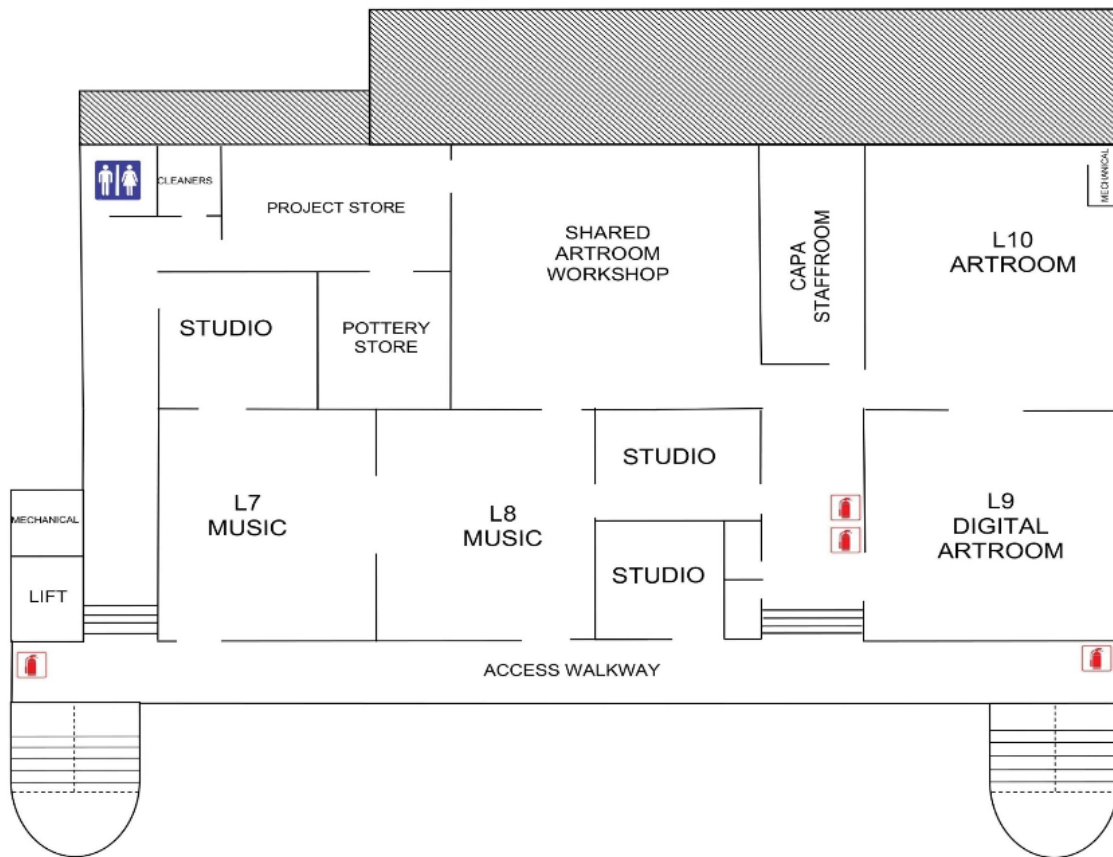 CLEANERS
MECHANICAL
PROJECT STORE
SHARED
ARTROOM
WORKSHOP
CAPA
STAFFROOM
L10
ARTROOM
STUDIO
POTTERY
STORE
STUDIO
L7
MUSIC
L8
MUSIC
L9
DIGITAL
ARTROOM
MECHANICAL
STUDIO
LIFT
ACCESS WALKWAY